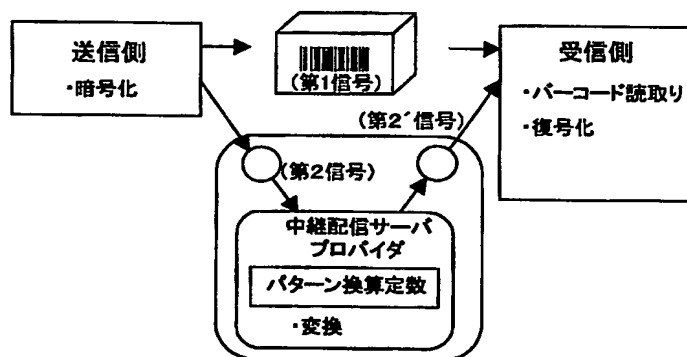 送信側
・暗号化
(第1信号)
受信側
・バーコード読取り
・復号化
(第2´信号)
(第2信号)
中継配信サーバ
プロバイダ
パターン換算定数
・変換